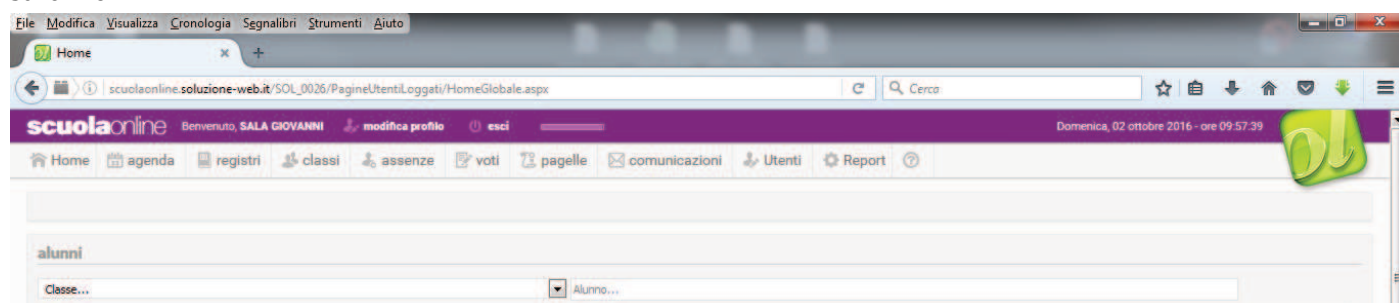 File Modifica Visualizza Cronologia Segnalibri Strumenti Aiuto
Home
scuolaonline.soluzione-web.it/SOL_0026/PagineUtentiLoggati/HomeGlobale.aspx
Cerca
scuolaonline Benvenuto, SALA GIOVANNI modifica profilo esci Domenica, 02 ottobre 2016 - ore 09:57:39
Home agenda registri classi assenze voti pagelle comunicazioni Utenti Report
ol
alunni
Classe... Alunno...